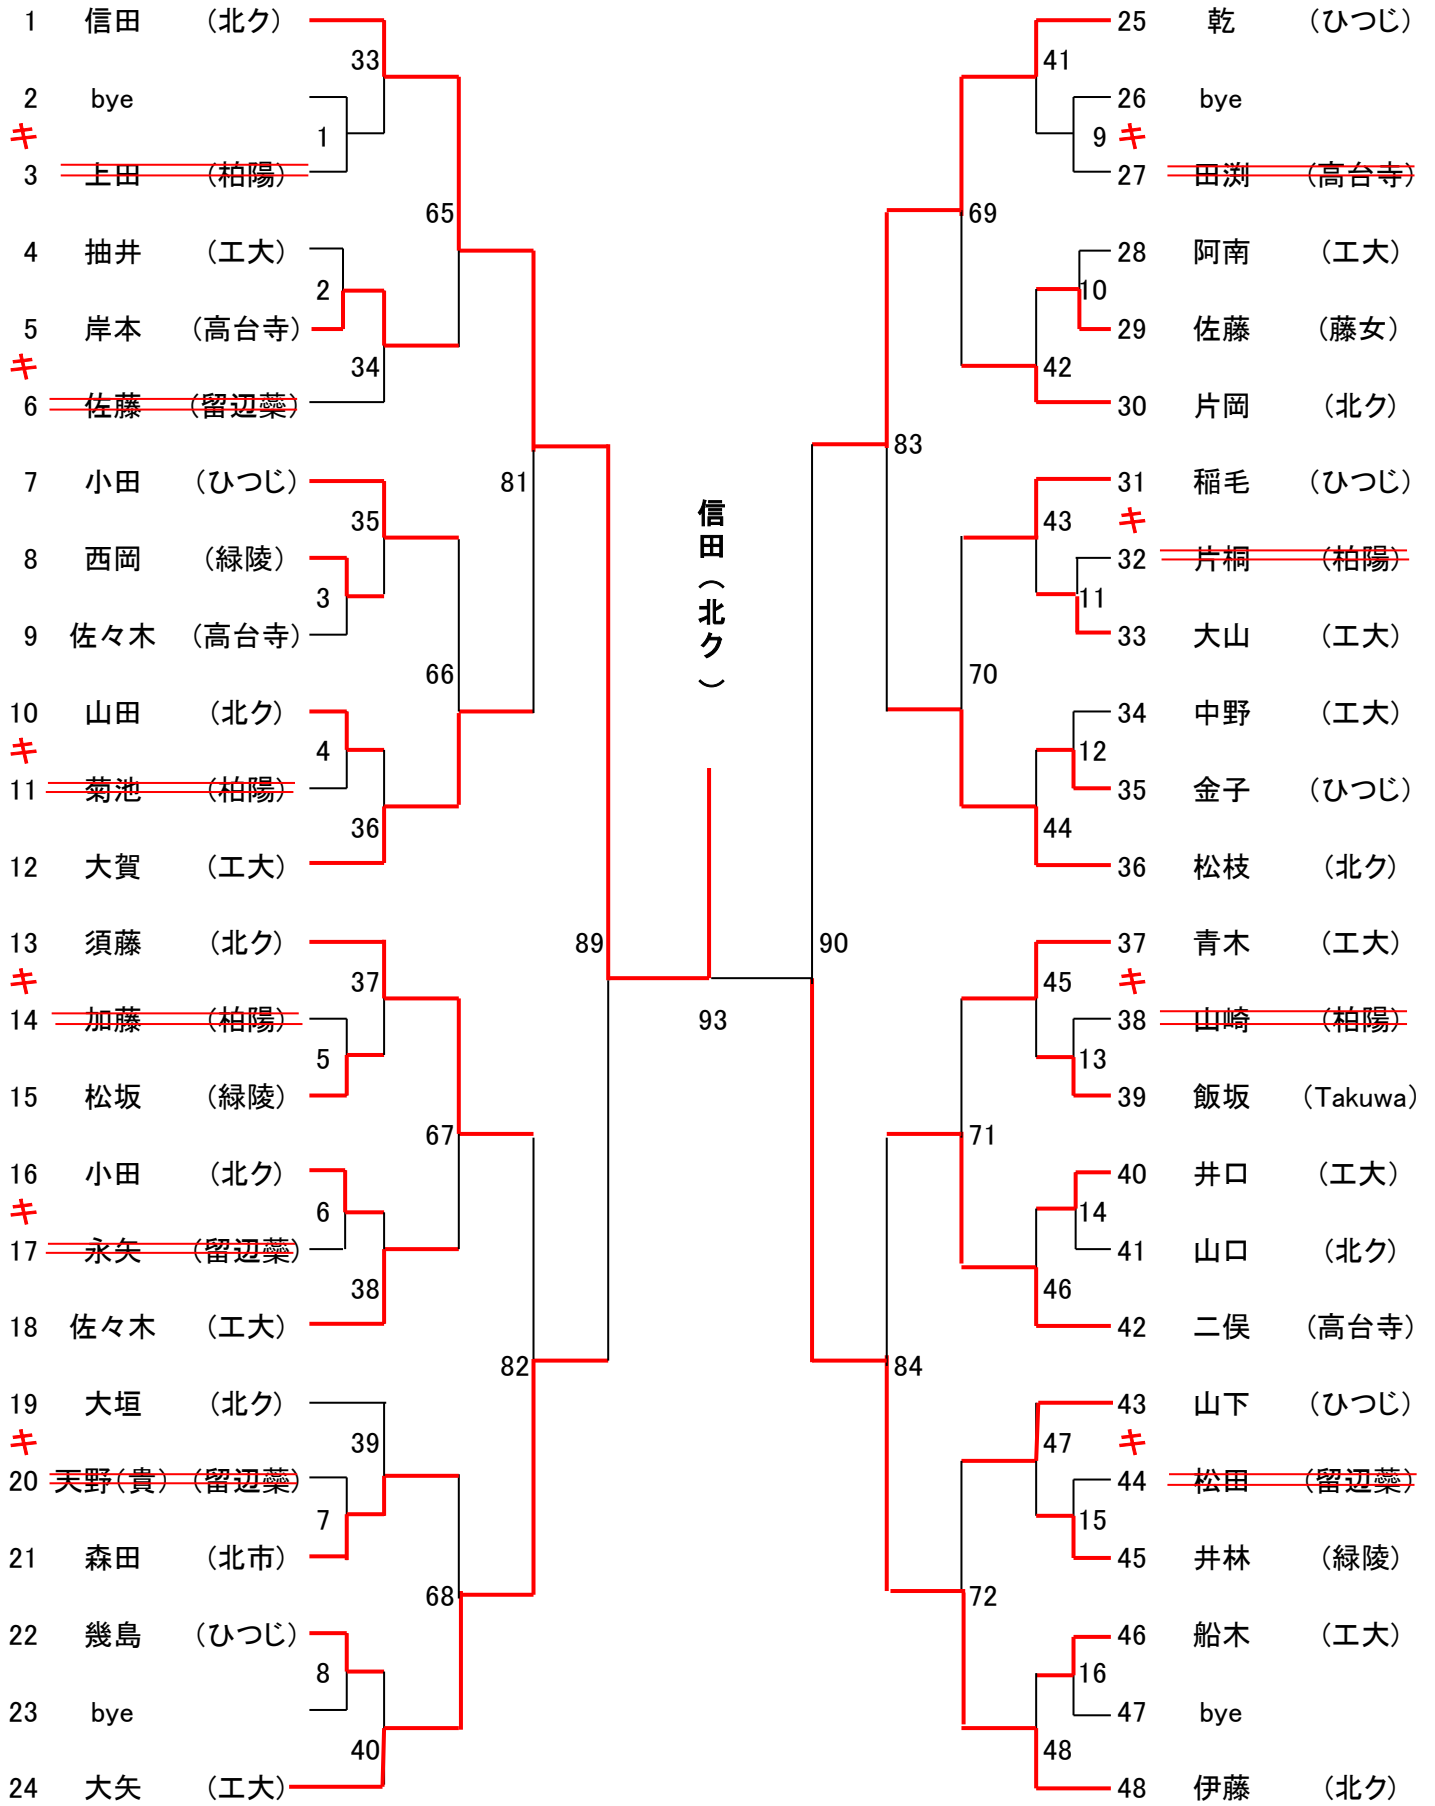 1 信田 (北ク)
33
2 bye
キ
1
3 上田 (柏陽)
65
4 抽井 (工大)
2
5 岸本 (高台寺)
キ
34
6 佐藤 (留辺蘂)
81
7 小田 (ひつじ)
35
8 西岡 (緑陵)
3
9 佐々木 (高台寺)
66
10 山田 (北ク)
キ
4
11 菊池 (柏陽)
36
12 大賀 (工大)
89
13 須藤 (北ク)
キ
37
14 加藤 (柏陽)
5
15 松坂 (緑陵)
67
16 小田 (北ク)
キ
6
17 永矢 (留辺蘂)
38
18 佐々木 (工大)
82
19 大垣 (北ク)
キ
39
20 天野(貴) (留辺蘂)
7
21 森田 (北市)
68
22 幾島 (ひつじ)
8
23 bye
40
24 大矢 (工大)
信田(北ク)
93
25 乾 (ひつじ)
41
26 bye
9 キ
27 田渕 (高台寺)
69
28 阿南 (工大)
10
29 佐藤 (藤女)
42
30 片岡 (北ク)
83
31 稲毛 (ひつじ)
43 キ
32 片桐 (柏陽)
11
33 大山 (工大)
70
34 中野 (工大)
12
35 金子 (ひつじ)
44
36 松枝 (北ク)
90
37 青木 (工大)
45 キ
38 山崎 (柏陽)
13
39 飯坂 (Takuwa)
71
40 井口 (工大)
14
41 山口 (北ク)
46
42 二俣 (高台寺)
84
43 山下 (ひつじ)
47 キ
44 松田 (留辺蘂)
15
45 井林 (緑陵)
72
46 船木 (工大)
16
47 bye
48
48 伊藤 (北ク)